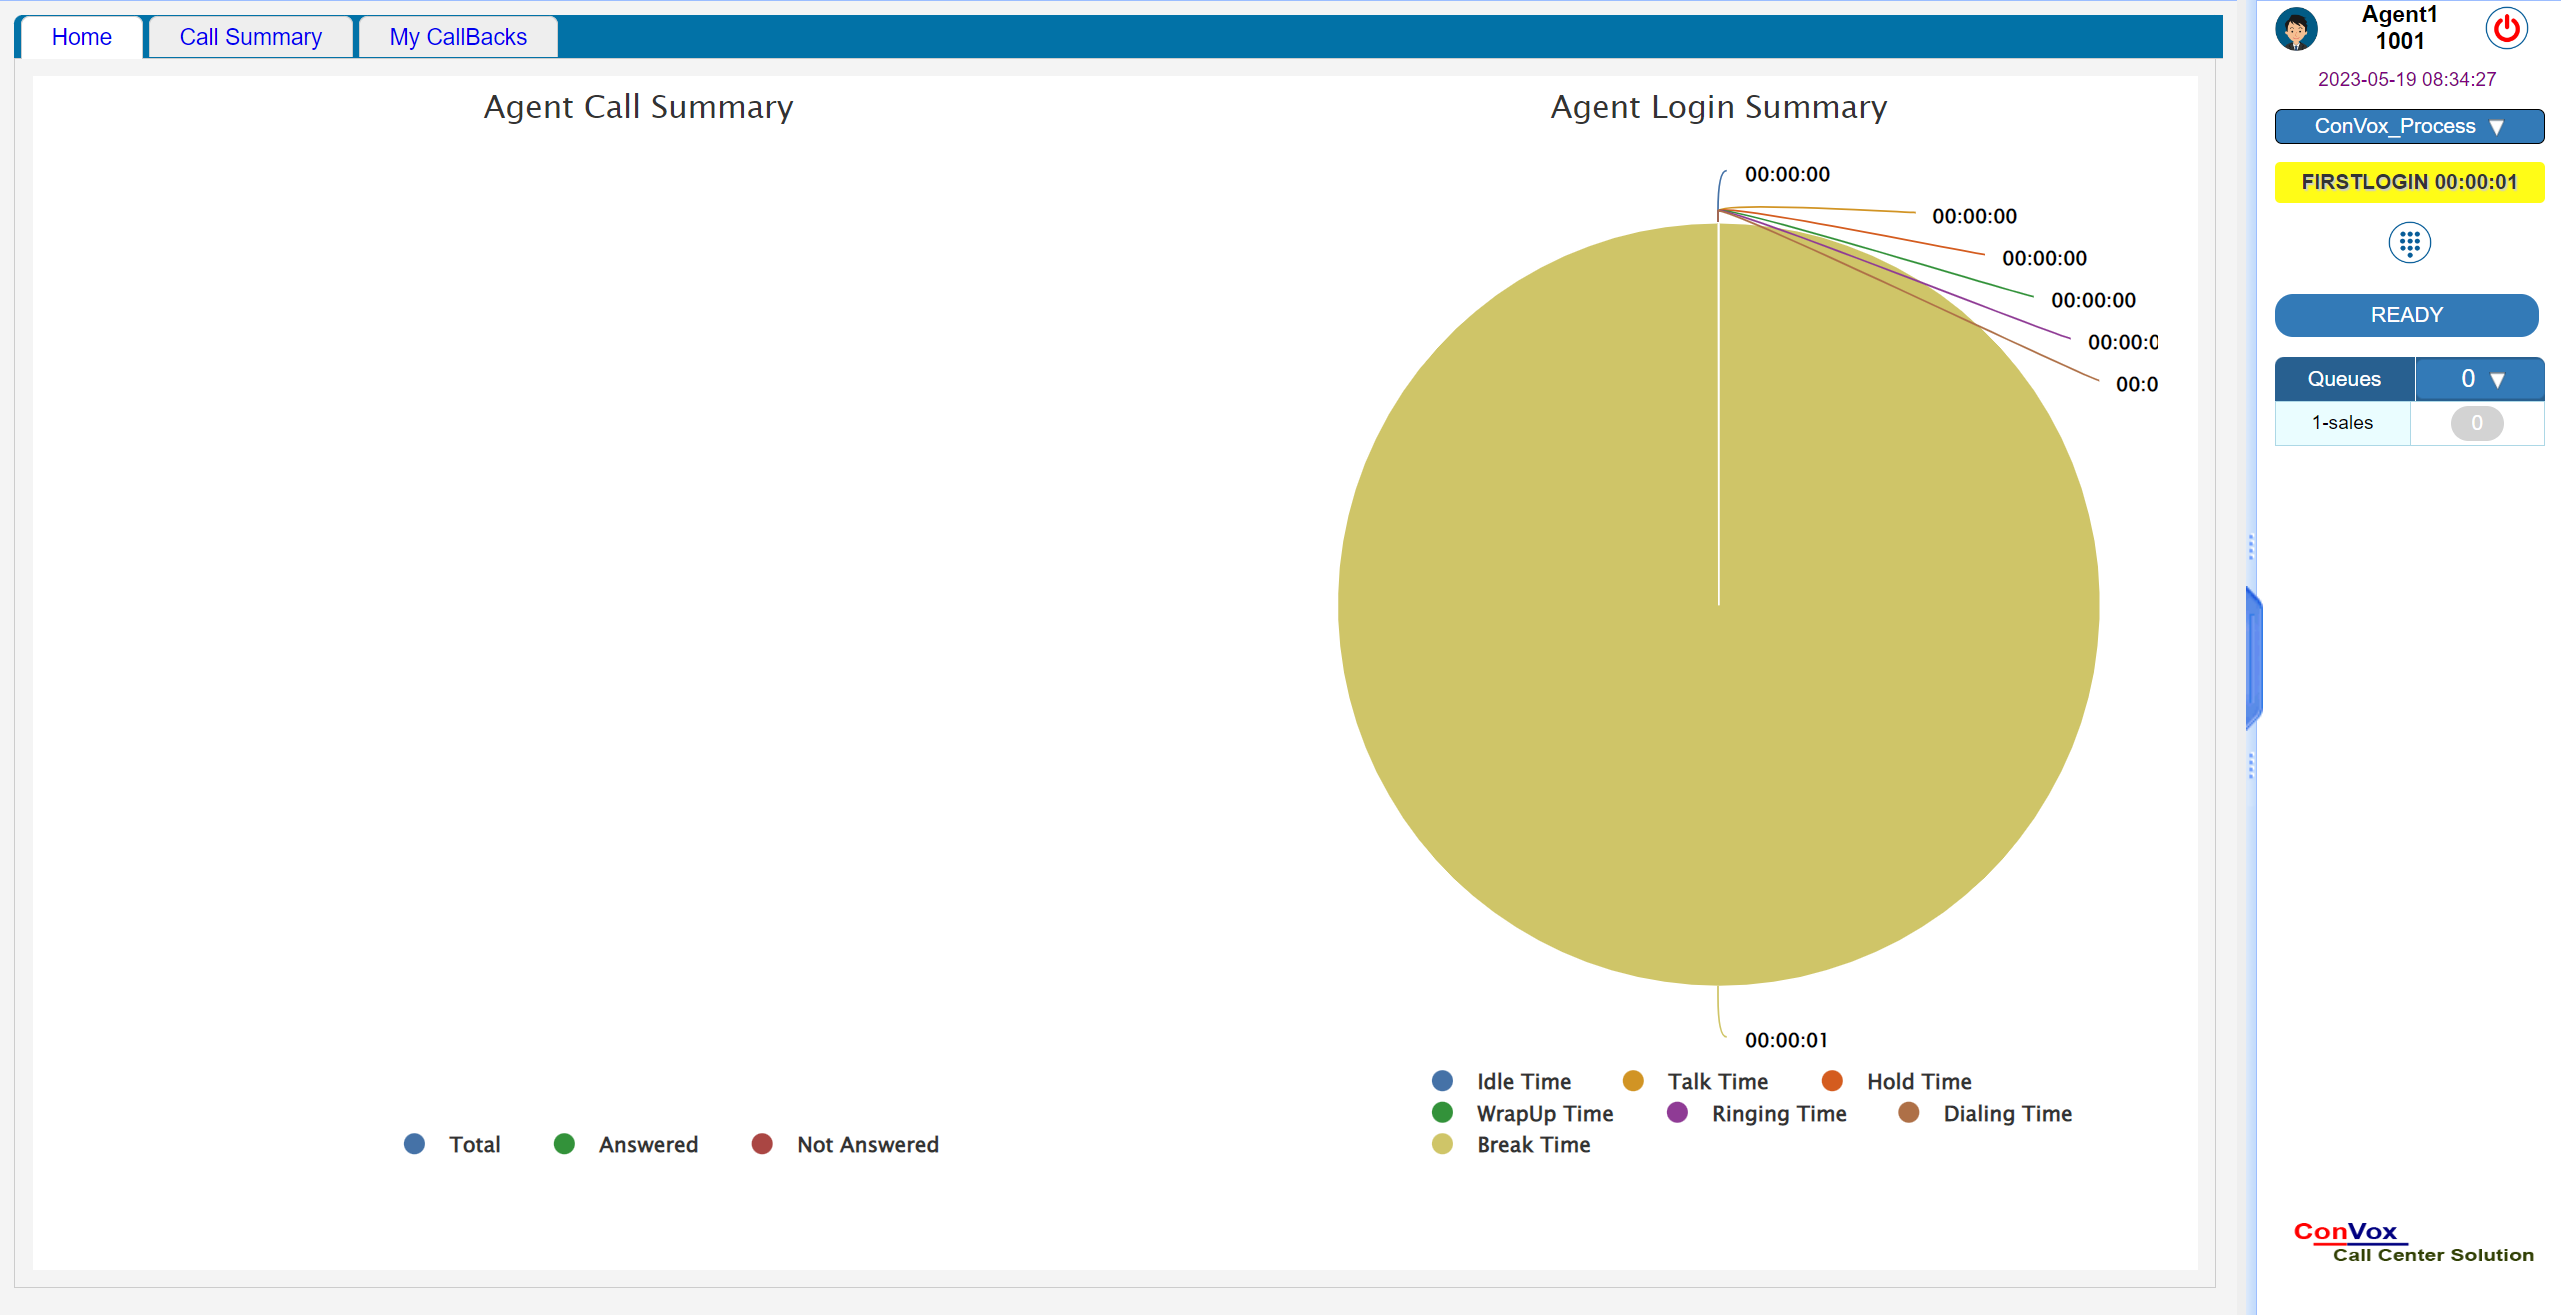 Home
Call Summary
My CallBacks
Agent Call Summary
Total
Answered
Not Answered
Agent Login Summary
00:00:00
00:00:00
00:00:00
00:00:00
00:00:0
00:0
00:00:01
Idle Time
Talk Time
Hold Time
WrapUp Time
Ringing Time
Dialing Time
Break Time
Agent1
1001
2023-05-19 08:34:27
ConVox_Process ▼
FIRSTLOGIN 00:00:01
READY
Queues 0 ▼
1-sales 0
ConVox
Call Center Solution